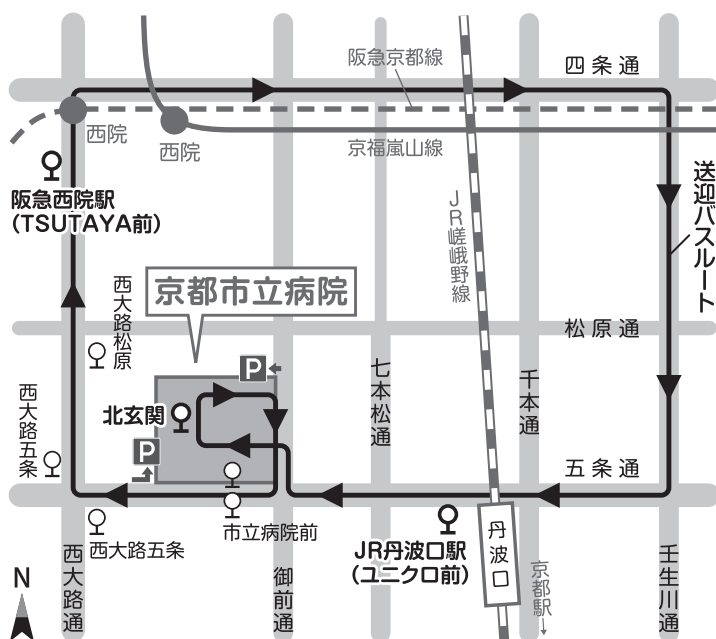 阪急京都線
四条通
西院
西院
京福嵐山線
阪急西院駅
(TSUTAYA前)
JR嵯峨野線
送迎バスルート
京都市立病院
西大路松原
松原通
P
七本松通
千本通
北玄関
P
西大路五条
五条通
市立病院前
西大路五条
JR丹波口駅
(ユニクロ前)
丹波口
京都駅
N
西大路通
御前通
壬生川通